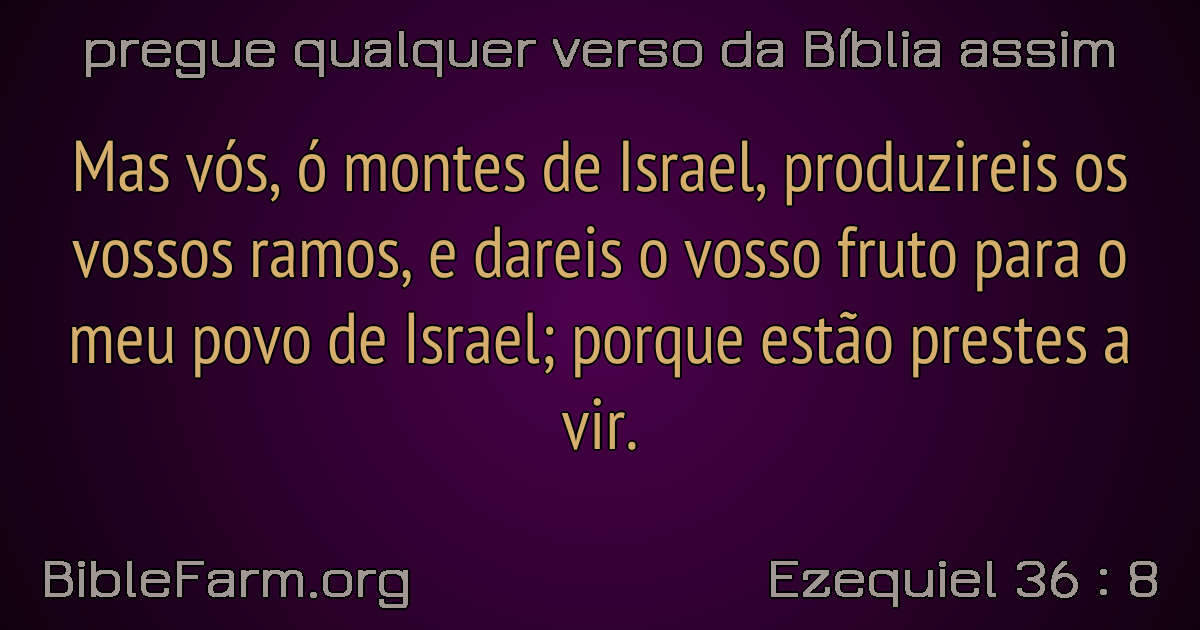 pregue qualquer verso da Bíblia assim
Mas vós, ó montes de Israel, produzireis os
vossos ramos, e dareis o vosso fruto para o
meu povo de Israel; porque estão prestes a
vir.
BibleFarm.org
Ezequiel 36 : 8